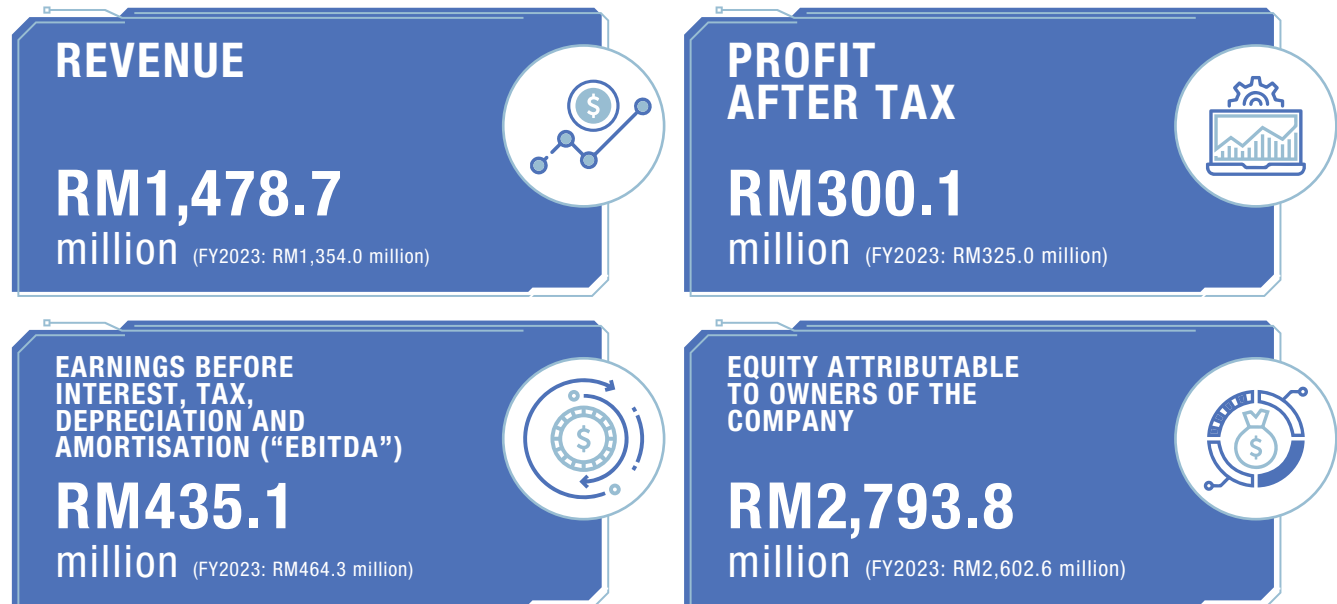 REVENUE
RM1,478.7
million (FY2023: RM1,354.0 million)
PROFIT
AFTER TAX
RM300.1
million (FY2023: RM325.0 million)
EARNINGS BEFORE
INTEREST, TAX,
DEPRECIATION AND
AMORTISATION (“EBITDA”)
RM435.1
million (FY2023: RM464.3 million)
EQUITY ATTRIBUTABLE
TO OWNERS OF THE
COMPANY
RM2,793.8
million (FY2023: RM2,602.6 million)